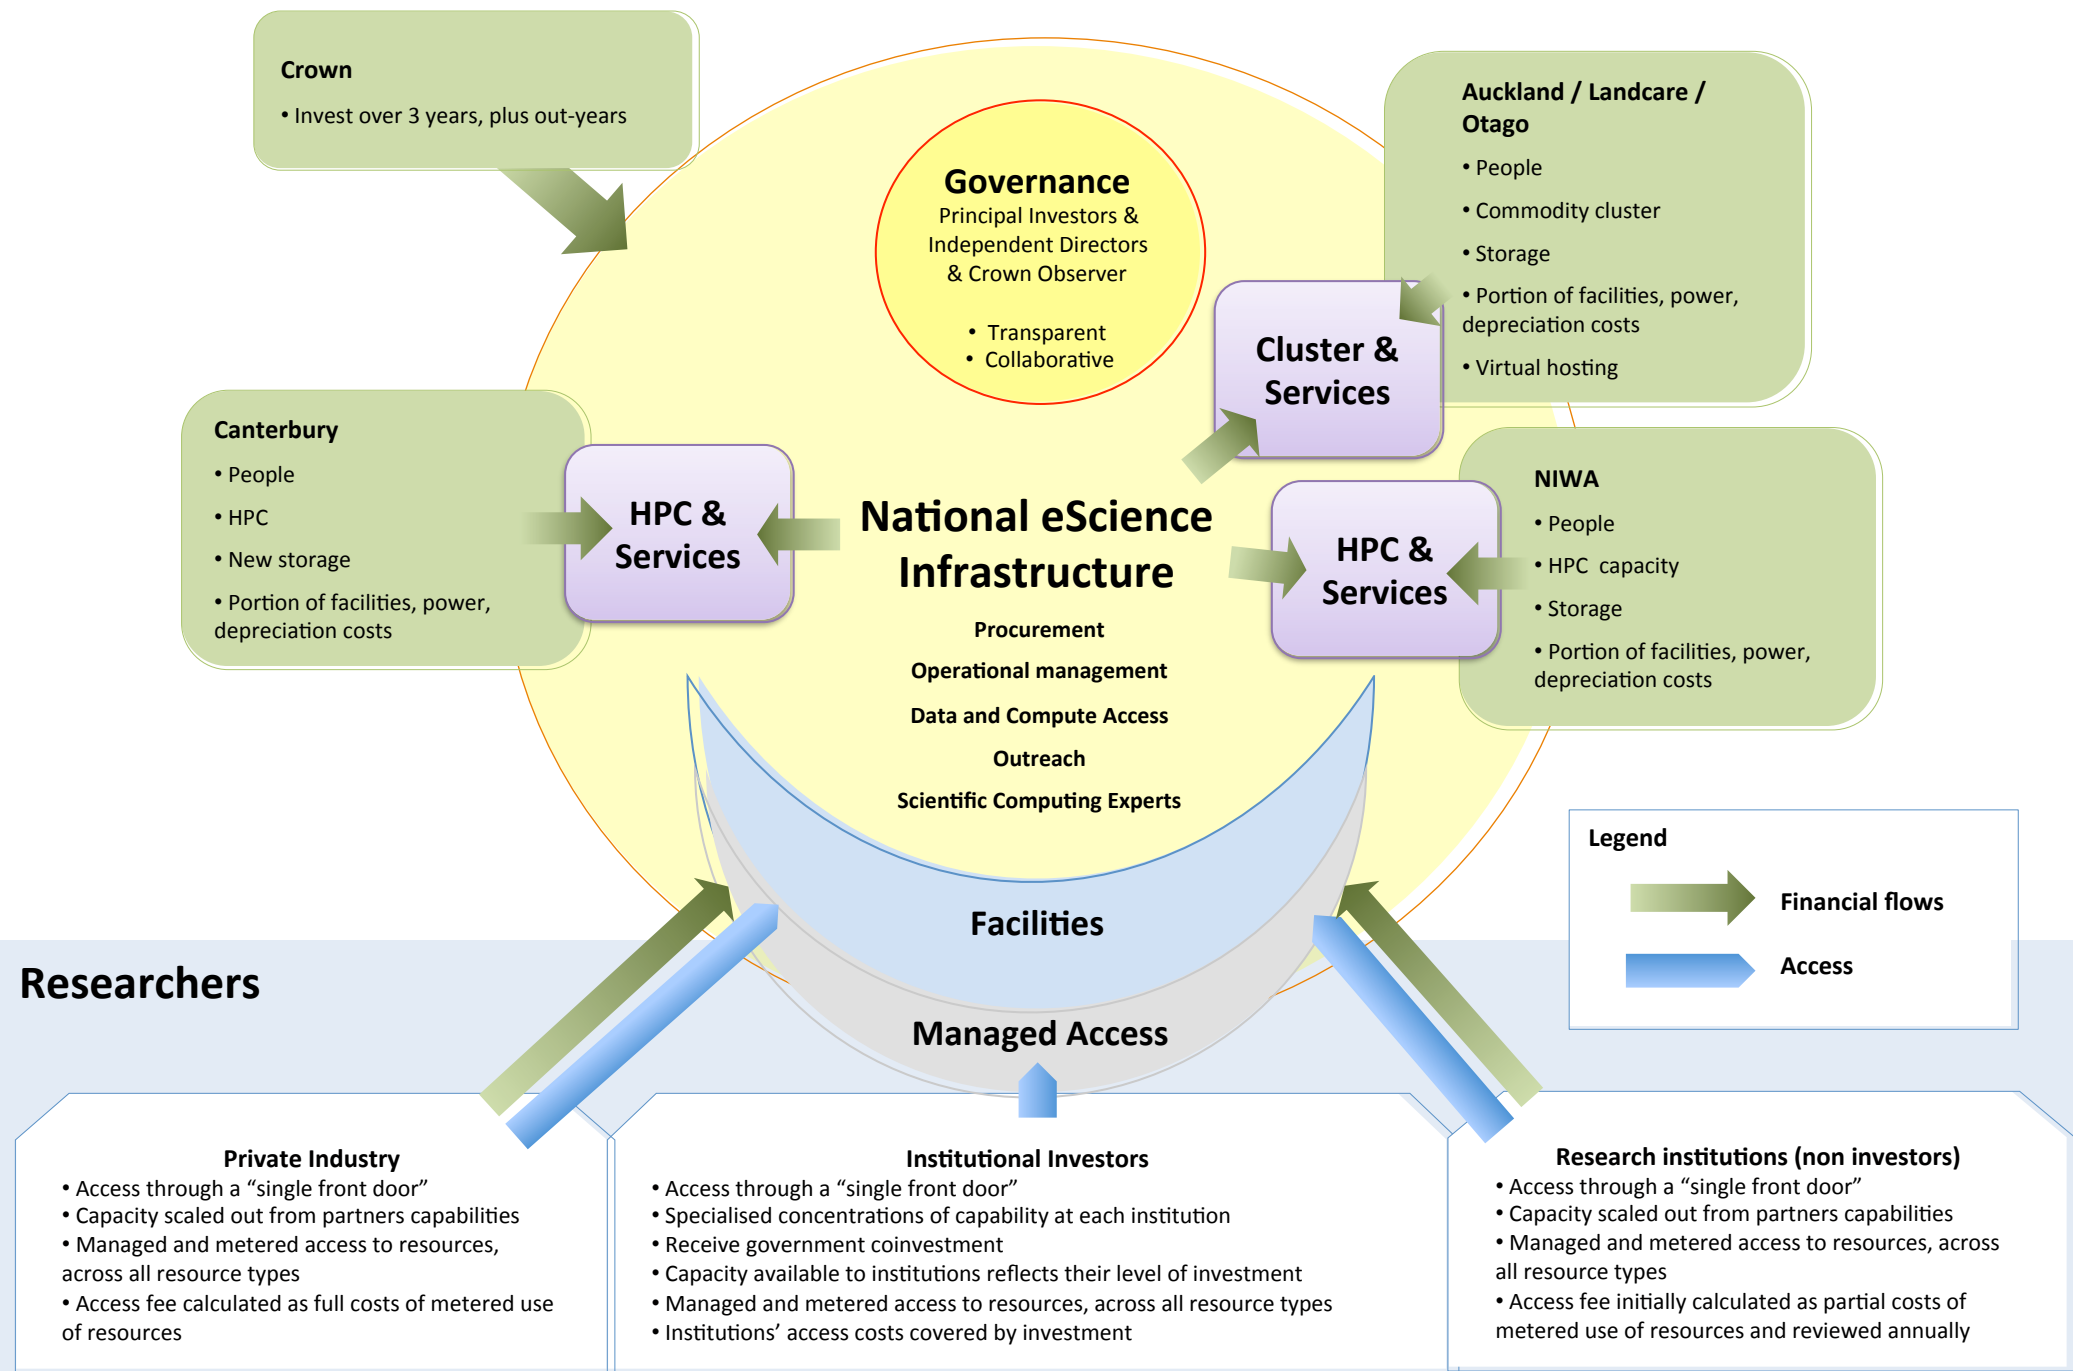 Crown
• Invest over 3 years, plus out-years
Governance
Principal Investors &
Independent Directors
& Crown Observer
• Transparent
• Collaborative
Auckland / Landcare /
Otago
• People
• Commodity cluster
• Storage
• Portion of facilities, power,
depreciation costs
• Virtual hosting
Cluster &
Services
Canterbury
• People
• HPC
• New storage
• Portion of facilities, power,
depreciation costs
HPC &
Services
National eScience
Infrastructure
Procurement
Operational management
Data and Compute Access
Outreach
Scientific Computing Experts
HPC &
Services
NIWA
• People
• HPC capacity
• Storage
• Portion of facilities, power,
depreciation costs
Legend
Financial flows
Access
Facilities
Managed Access
Researchers
Private Industry
• Access through a “single front door”
• Capacity scaled out from partners capabilities
• Managed and metered access to resources,
across all resource types
• Access fee calculated as full costs of metered use
of resources
Institutional Investors
• Access through a “single front door”
• Specialised concentrations of capability at each institution
• Receive government coinvestment
• Capacity available to institutions reflects their level of investment
• Managed and metered access to resources, across all resource types
• Institutions’ access costs covered by investment
Research institutions (non investors)
• Access through a “single front door”
• Capacity scaled out from partners capabilities
• Managed and metered access to resources, across
all resource types
• Access fee initially calculated as partial costs of
metered use of resources and reviewed annually